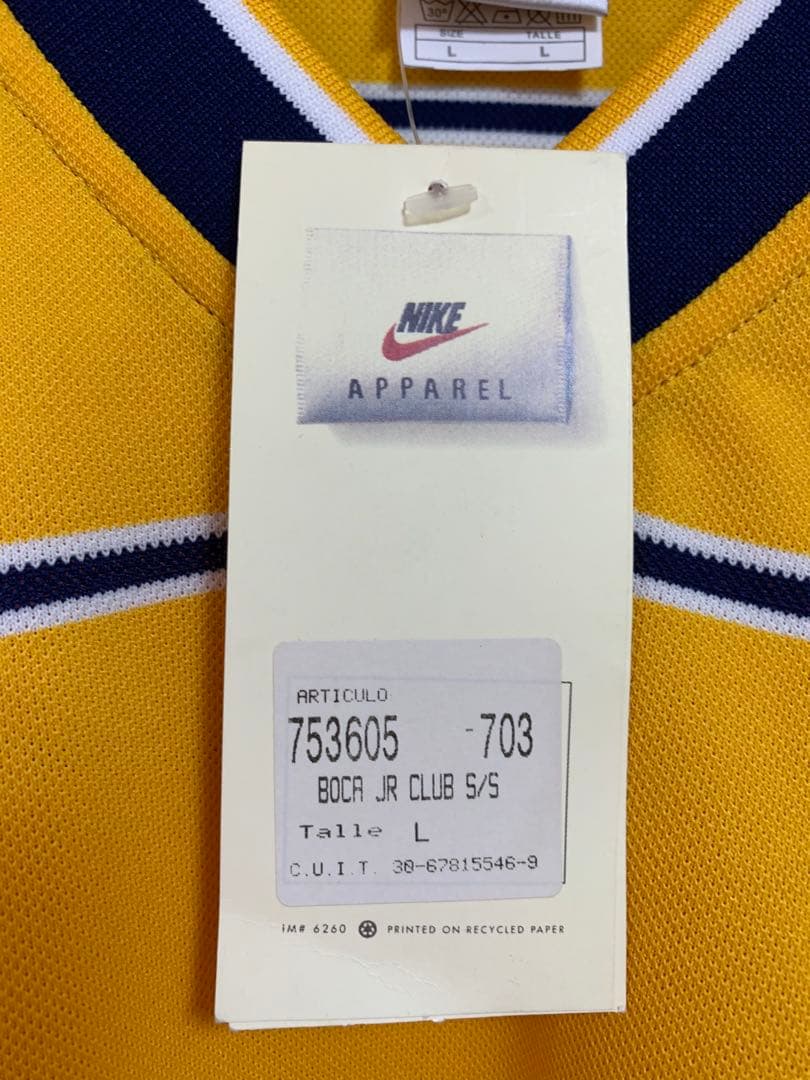 30°
SIZE TALLE
L L
NIKE
APPAREL
ARTICULO
753605 -703
BOCA JR CLUB S/S
Talle L
C.U.I.T. 30-67815546-9
IM# 6260 PRINTED ON RECYCLED PAPER